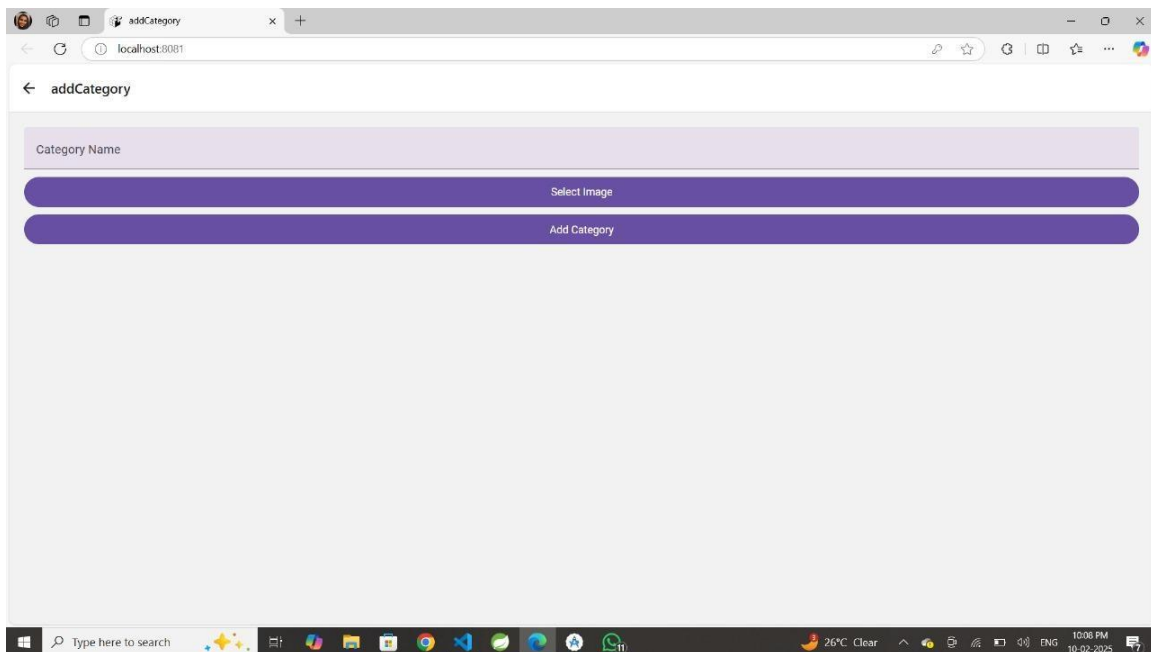 addCategory
localhost:8081
addCategory
Category Name
Select Image
Add Category
Type here to search
11
26°C Clear
ENG
10:08 PM
10-02-2025